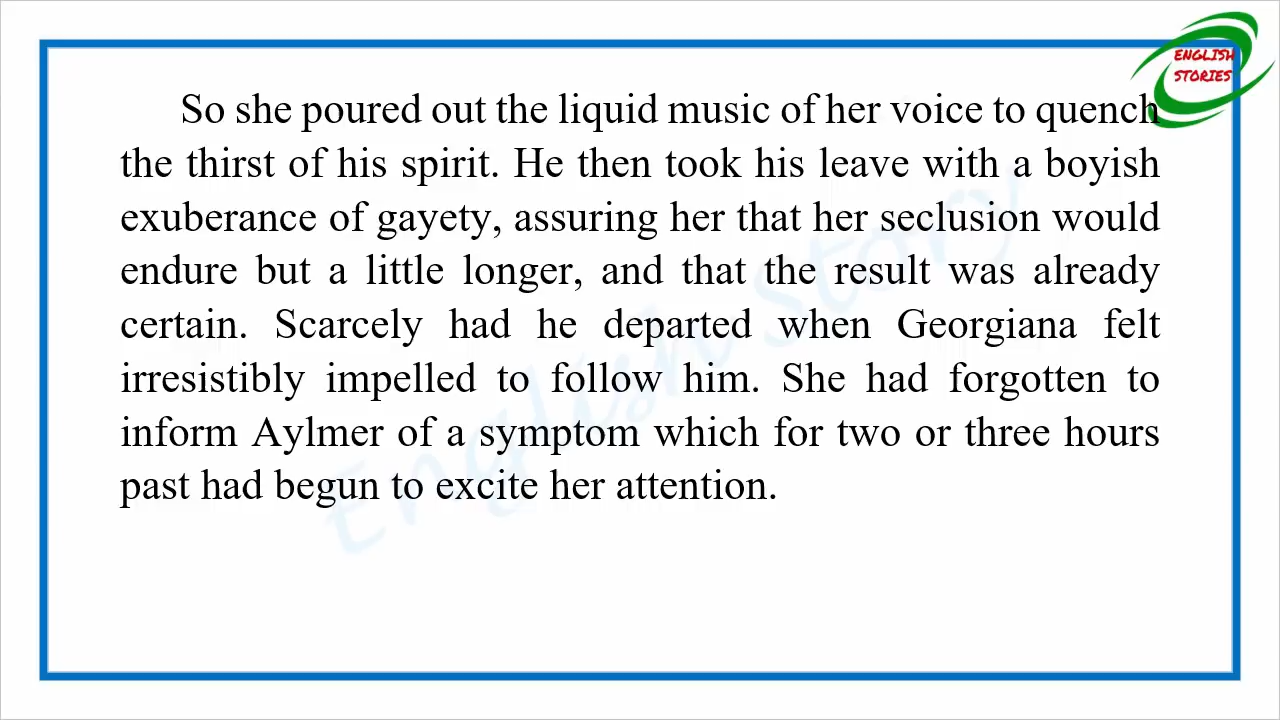 ENGLISH
STORIES
So she poured out the liquid music of her voice to quench
the thirst of his spirit. He then took his leave with a boyish
exuberance of gayety, assuring her that her seclusion would
endure but a little longer, and that the result was already
certain. Scarcely had he departed when Georgiana felt
irresistibly impelled to follow him. She had forgotten to
inform Aylmer of a symptom which for two or three hours
past had begun to excite her attention.
English Story